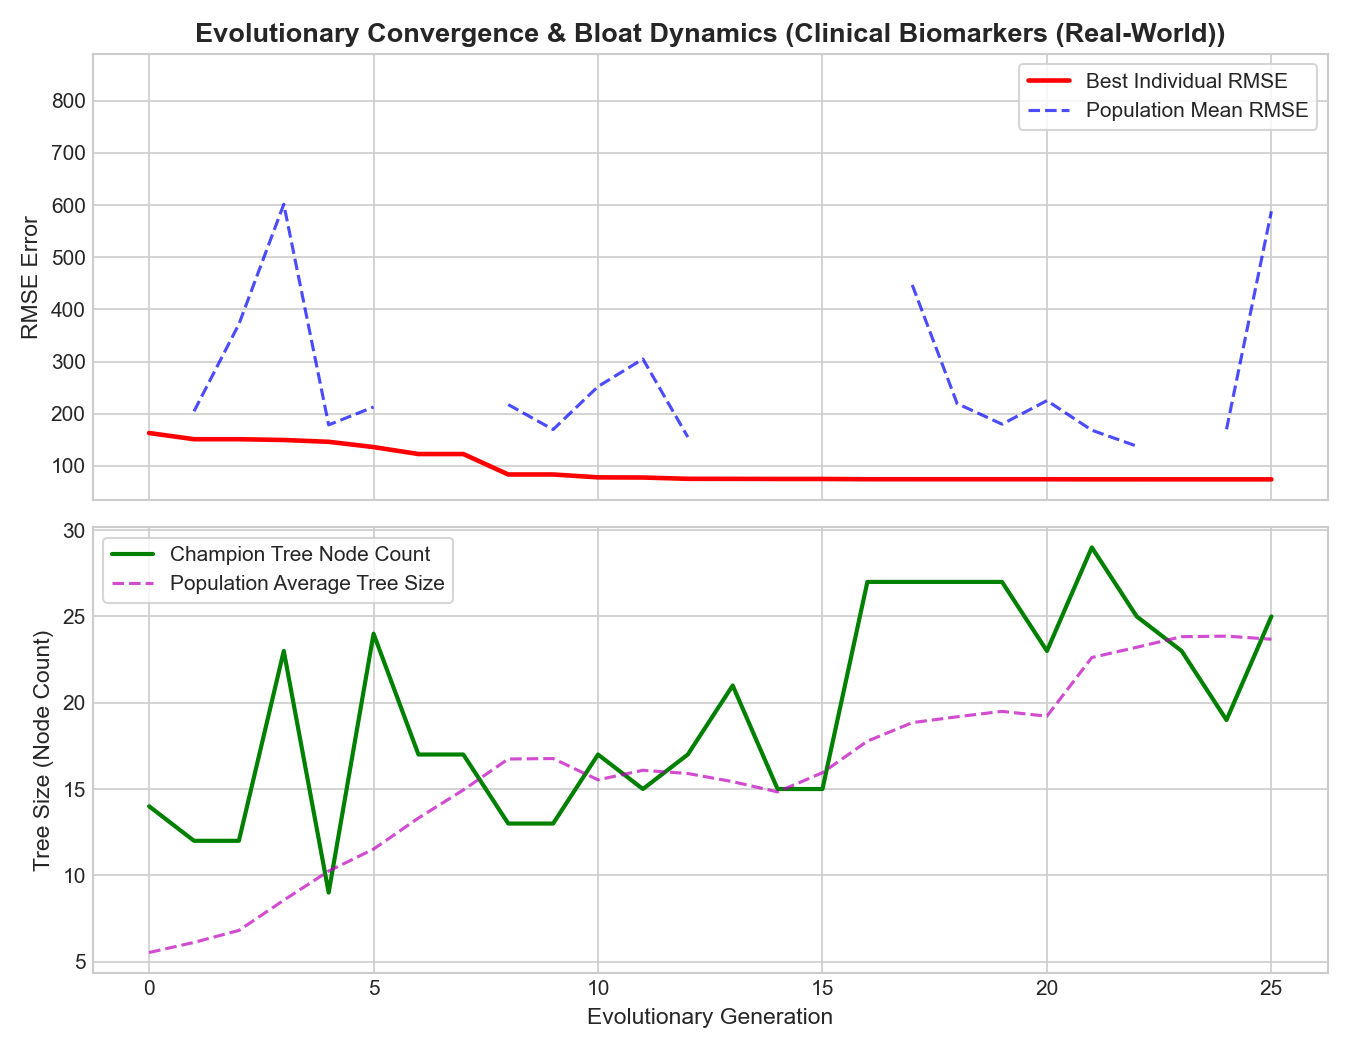 Evolutionary Convergence & Bloat Dynamics (Clinical Biomarkers (Real-World))
Best Individual RMSE
Population Mean RMSE
RMSE Error
800
700
600
500
400
300
200
100
Champion Tree Node Count
Population Average Tree Size
Tree Size (Node Count)
30
25
20
15
10
5
0
5
10
15
20
25
Evolutionary Generation